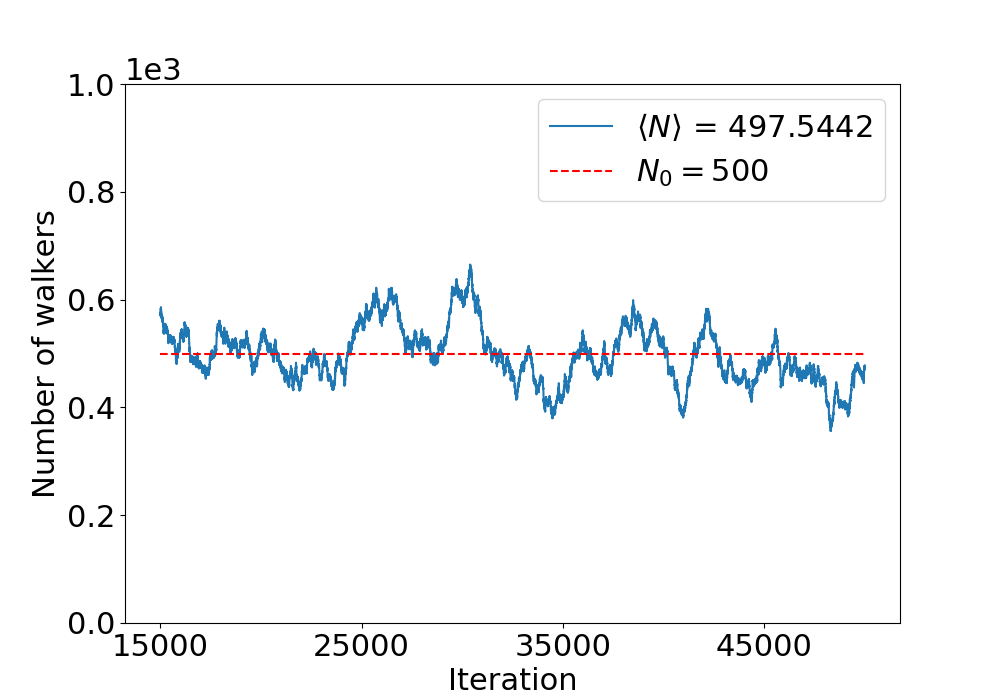 1e3
1.0
0.8
0.6
0.4
0.2
0.0
Number of walkers
⟨N⟩ = 497.5442
N₀ = 500
15000 25000 35000 45000
Iteration